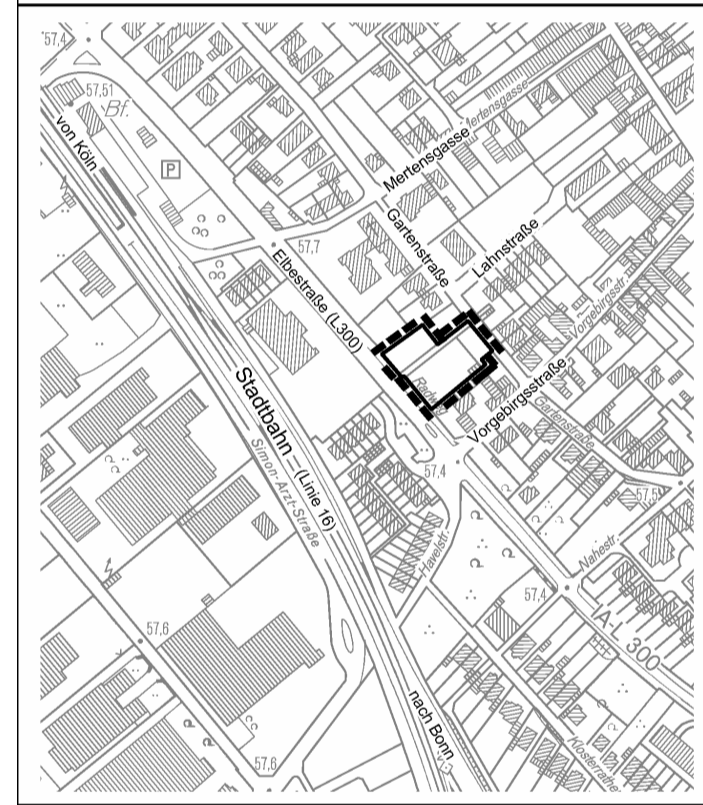 57,4
57,51
Bf.
von Köln
P
Mertensgasse
Mertensgasse
Gartenstraße
57,7
Lahnstraße
Elbestraße (L300)
Vorgebirgsstr.
Radweg
Vorgebirgsstraße
Gartenstraße
Stadtbahn – (Linie 16)
Simon-Arzt-Straße
57,4
57,5
Havelstr.
Nahestr.
57,4
A-L 300
57,6
nach Bonn
Klosterrather
57,6